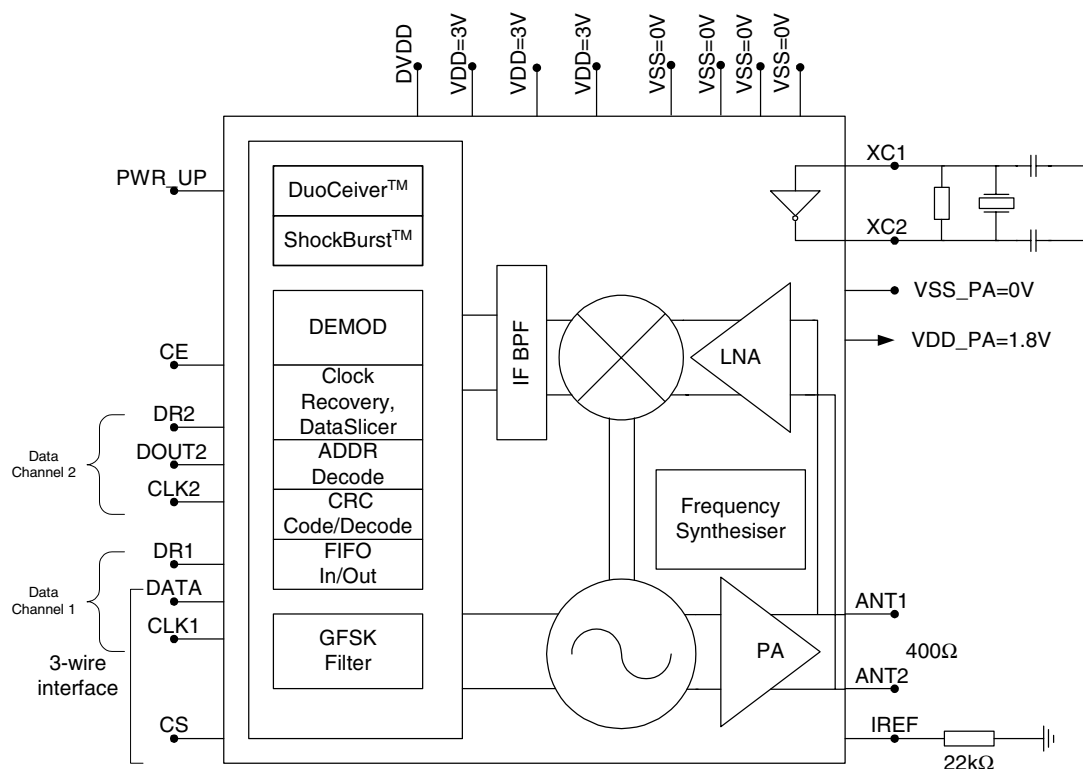 DVDD
VDD=3V
VDD=3V
VDD=3V
VSS=0V
VSS=0V
VSS=0V
VSS=0V
PWR_UP
DuoCeiver™
ShockBurst™
XC1
XC2
VSS_PA=0V
VDD_PA=1.8V
DEMOD
IF BPF
LNA
CE
Clock
Recovery,
DataSlicer
DR2
Data
Channel 2
DOUT2
ADDR
Decode
CLK2
CRC
Code/Decode
Frequency
Synthesiser
DR1
FIFO
In/Out
Data
Channel 1
DATA
CLK1
GFSK
Filter
PA
ANT1
400Ω
ANT2
3-wire
interface
CS
IREF
22kΩ